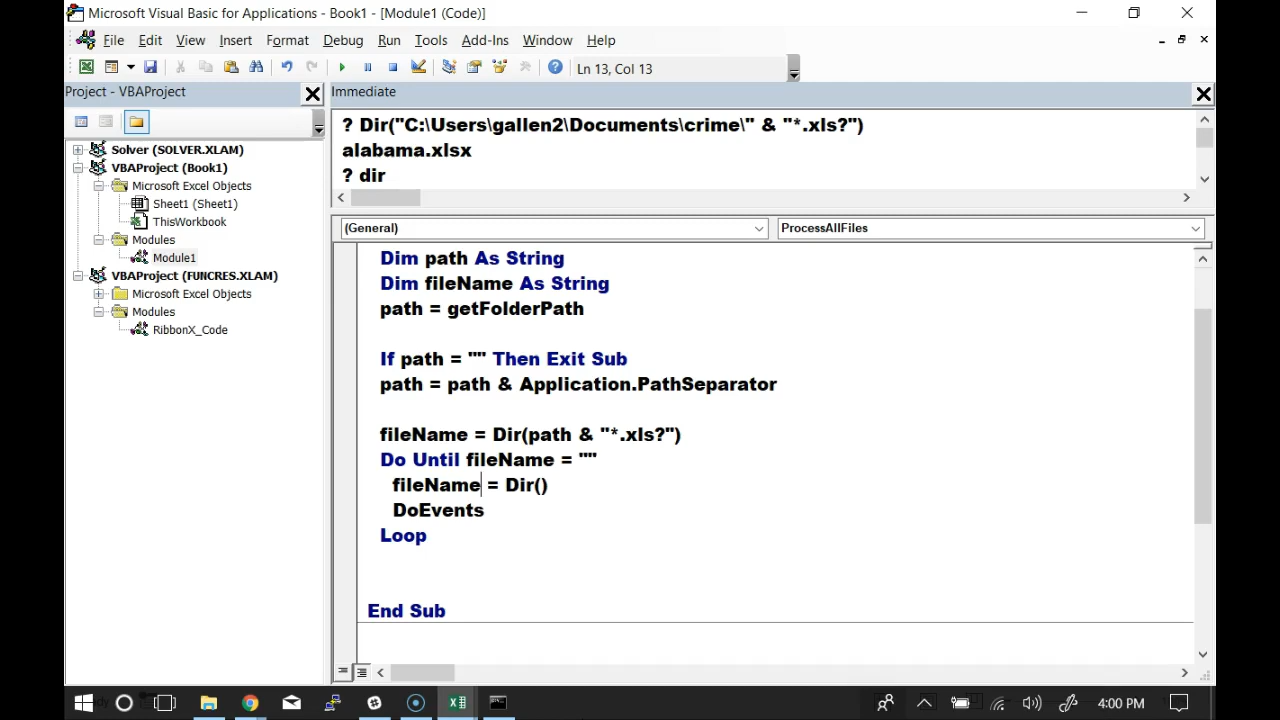 Microsoft Visual Basic for Applications - Book1 - [Module1 (Code)]
File Edit View Insert Format Debug Run Tools Add-Ins Window Help
Ln 13, Col 13
Project - VBAProject
Solver (SOLVER.XLAM)
VBAProject (Book1)
Microsoft Excel Objects
Sheet1 (Sheet1)
ThisWorkbook
Modules
Module1
VBAProject (FUNCRES.XLAM)
Microsoft Excel Objects
Modules
RibbonX_Code
Immediate
? Dir("C:\Users\gallen2\Documents\crime\" & "*.xls?")
alabama.xlsx
? dir
(General) ProcessAllFiles
Dim path As String
Dim fileName As String
path = getFolderPath
If path = "" Then Exit Sub
path = path & Application.PathSeparator
fileName = Dir(path & "*.xls?")
Do Until fileName = ""
fileName = Dir()
DoEvents
Loop
End Sub
4:00 PM